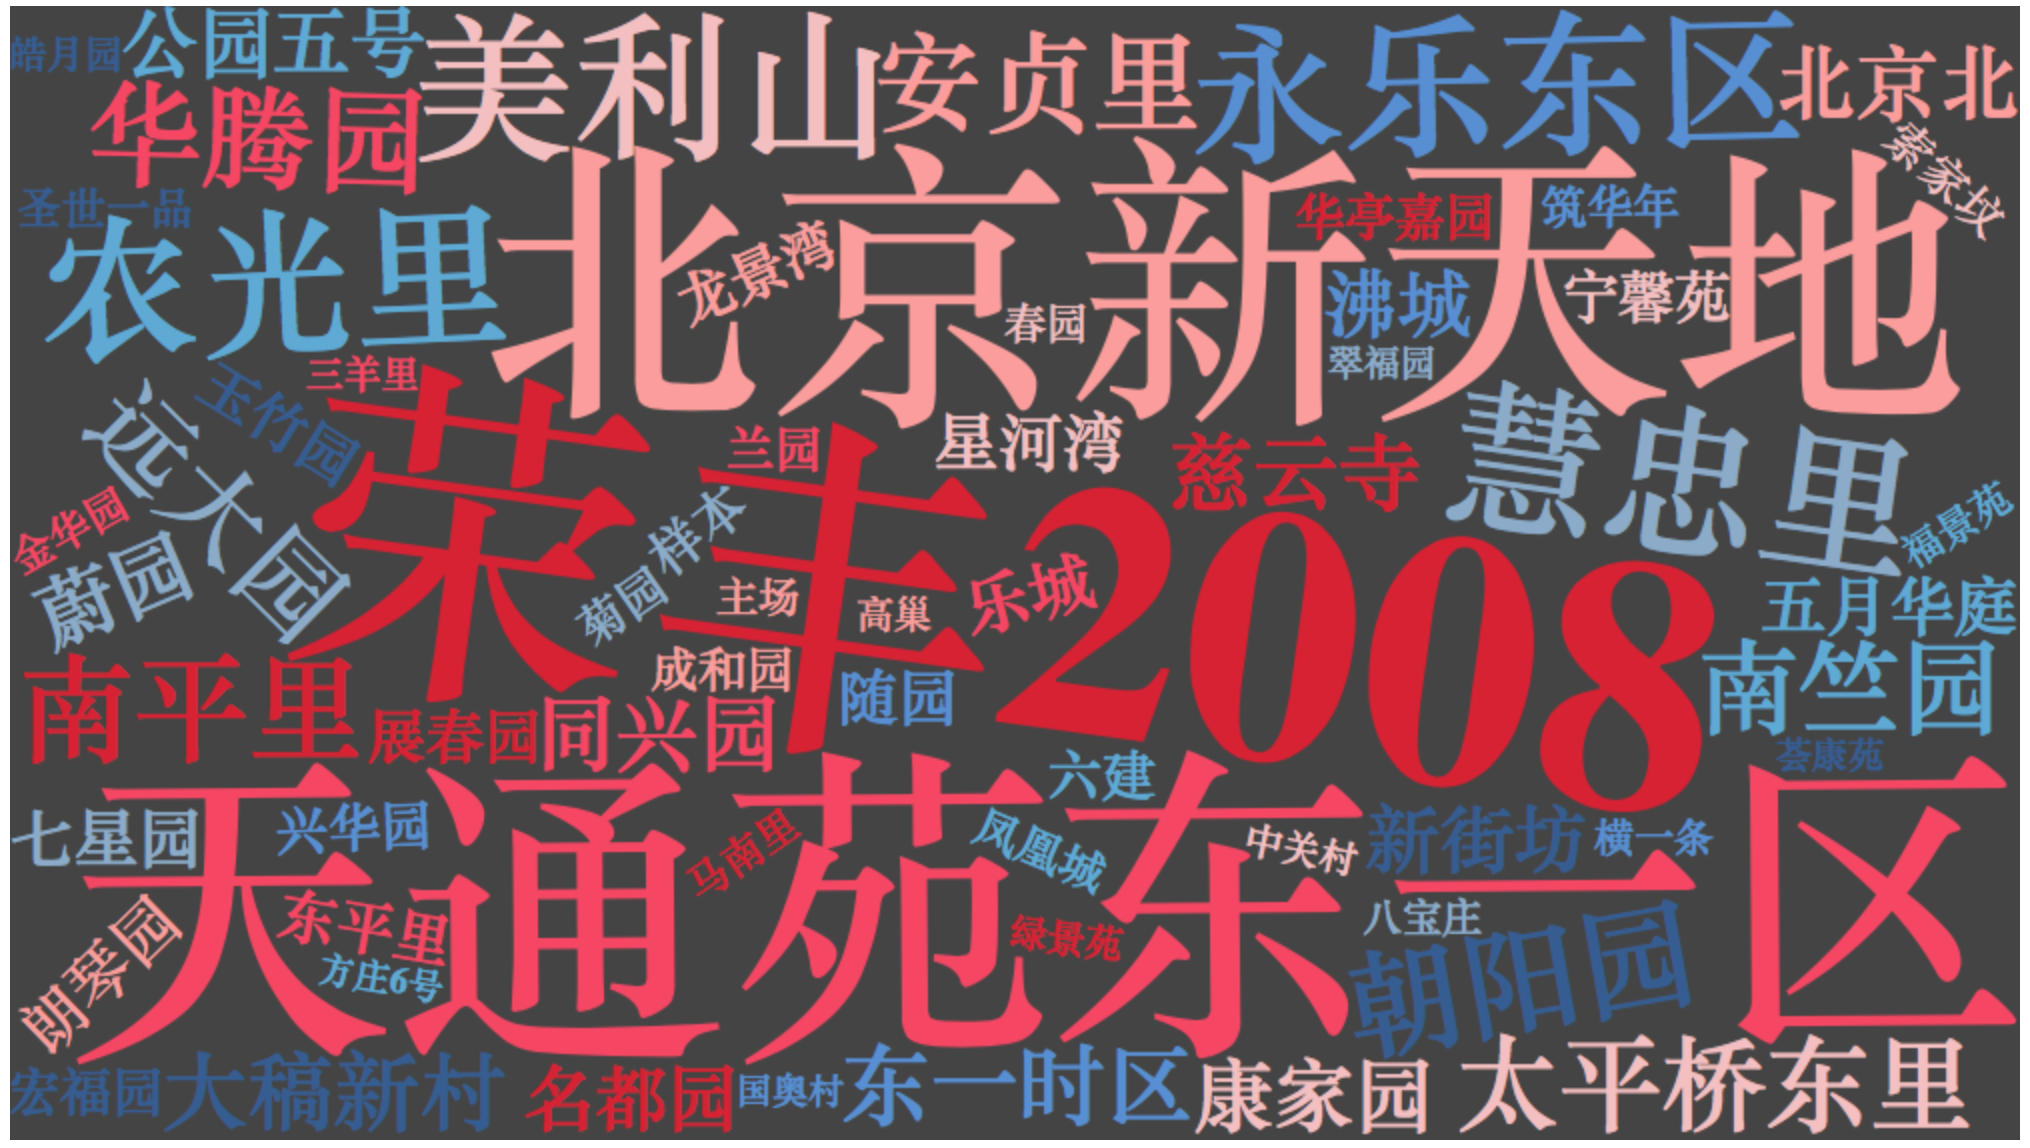 皓月园
公园五号
美利山
安贞里
永乐东区
北京北
华腾园
索家坟
圣世一品
农光里
北京新天地
龙景湾
春园
华亭嘉园
筑华年
沸城
宁馨苑
翠福园
三羊里
玉竹园
远大园
荣丰2008
兰园
星河湾
慈云寺
慧忠里
金华园
蔚园
样本
菊园
主场
高巢
乐城
福景苑
五月华庭
南平里
成和园
随园
南竺园
展春园
同兴园
六建
荟康苑
天通苑东一区
七星园
兴华园
马南里
凤凰城
中关村
新街坊
横一条
朗琴园
东平里
方庄6号
绿景苑
八宝庄
朝阳园
宏福园
大稿新村
名都园
国奥村
东一时区
康家园
太平桥东里